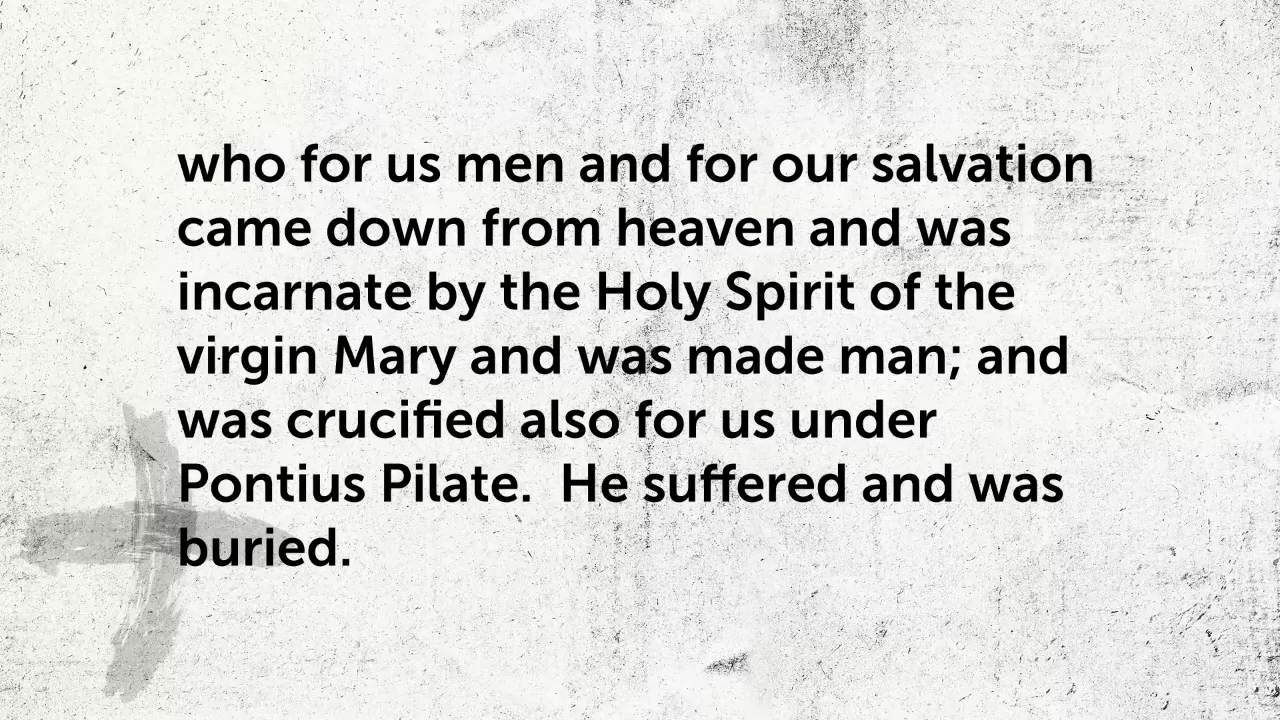 who for us men and for our salvation
came down from heaven and was
incarnate by the Holy Spirit of the
virgin Mary and was made man; and
was crucified also for us under
Pontius Pilate.  He suffered and was
buried.